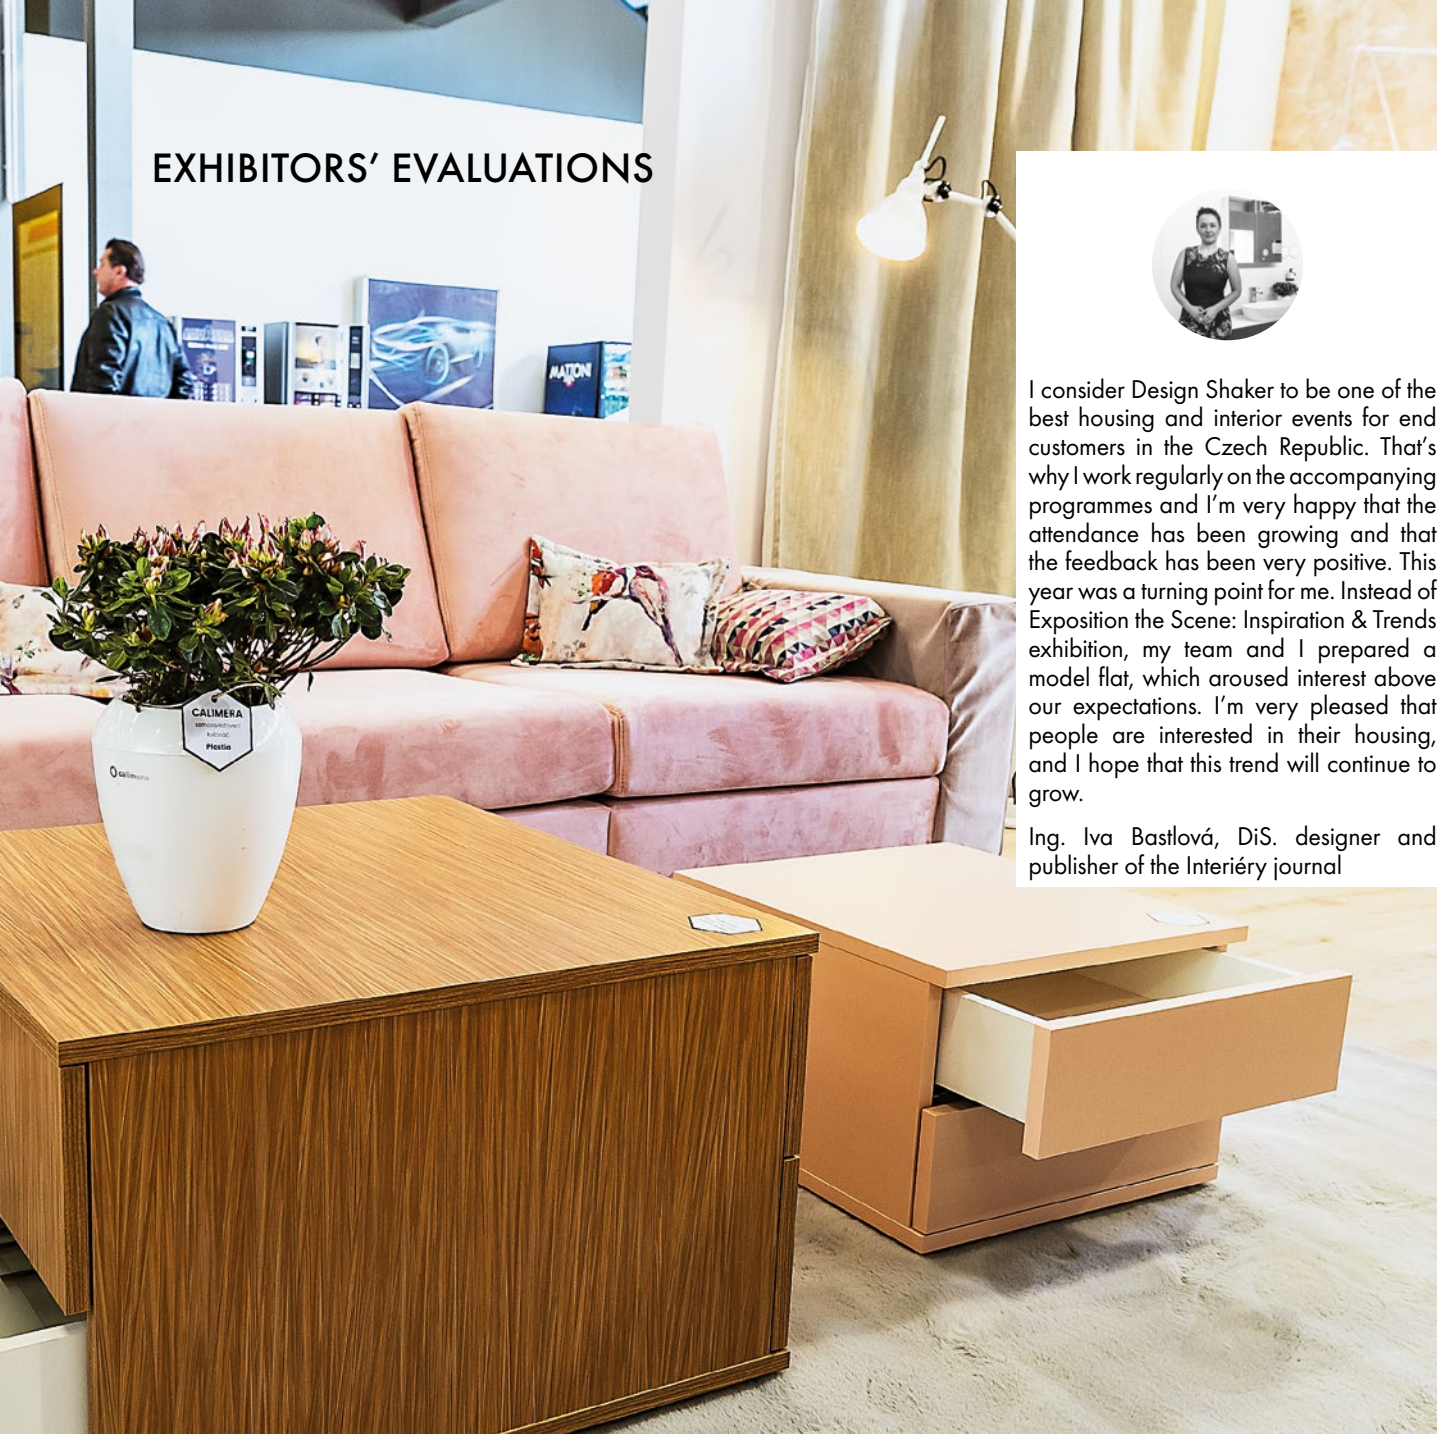 EXHIBITORS’ EVALUATIONS
I consider Design Shaker to be one of the
best housing and interior events for end
customers in the Czech Republic. That’s
why I work regularly on the accompanying
programmes and I’m very happy that the
attendance has been growing and that
the feedback has been very positive. This
year was a turning point for me. Instead of
Exposition the Scene: Inspiration & Trends
exhibition, my team and I prepared a
model flat, which aroused interest above
our expectations. I’m very pleased that
people are interested in their housing,
and I hope that this trend will continue to
grow.
Ing. Iva Bastlová, DiS. designer and
publisher of the Interiéry journal
MATTONI
CALIMERA
samozavlažovací
květináč
Plastia
calimera